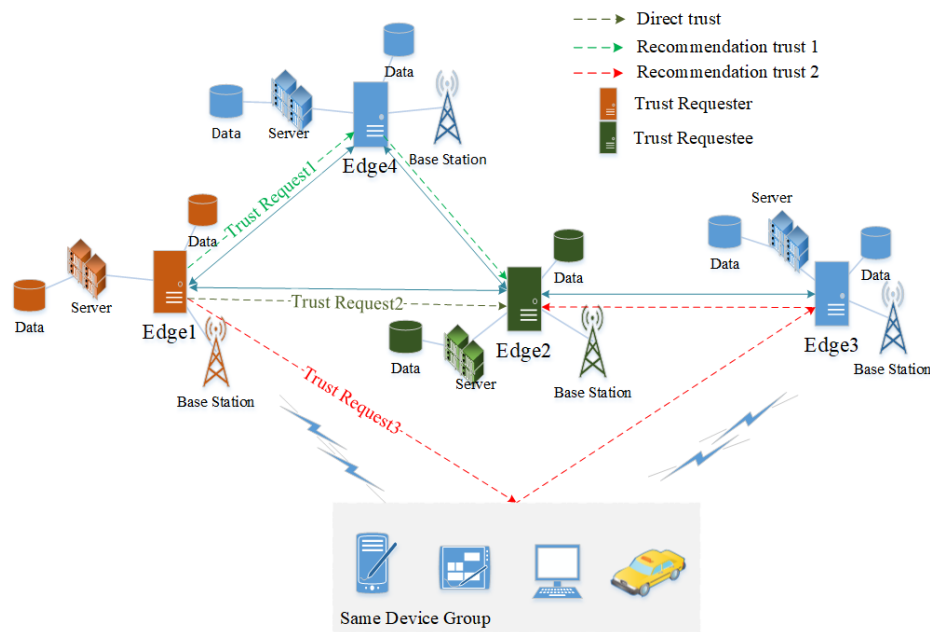 Direct trust
Recommendation trust 1
Recommendation trust 2
Trust Requester
Trust Requestee
Data
Data
Server
Base Station
Edge4
Trust Request1
Data
Server
Data
Edge1
Base Station
Trust Request2
Data
Edge2
Data
Server
Base Station
Server
Data
Data
Edge3
Base Station
Trust Request3
Same Device Group